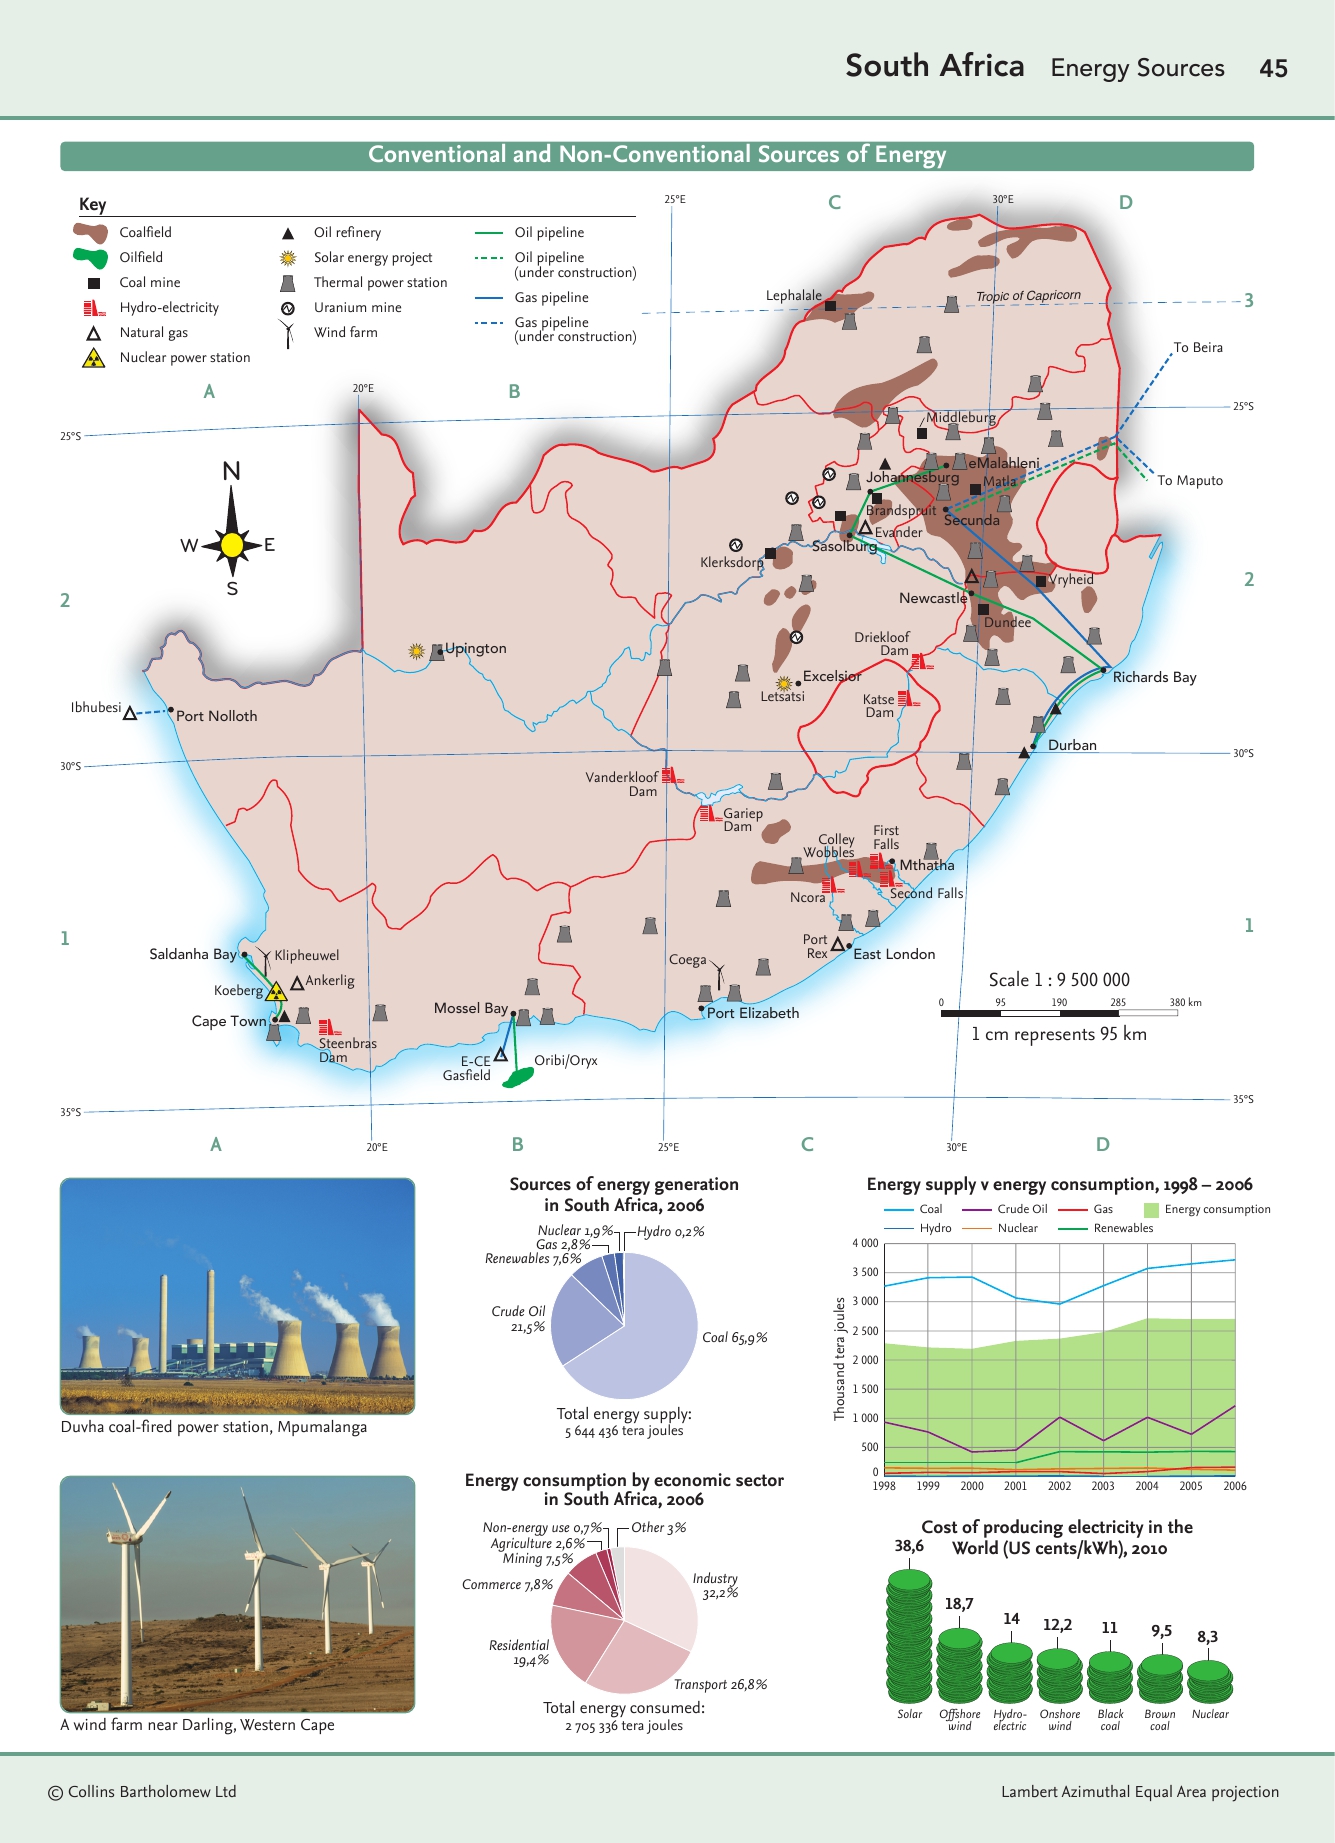 South Africa Energy Sources 45
Conventional and Non-Conventional Sources of Energy
Key
Coalfield
Oilfield
Coal mine
Hydro-electricity
Natural gas
Nuclear power station
Oil refinery
Solar energy project
Thermal power station
Uranium mine
Wind farm
Oil pipeline
Oil pipeline
(under construction)
Gas pipeline
Gas pipeline
(under construction)
25°E
C
30°E
D
Lephalale
Tropic of Capricorn
3
To Beira
A
20°E
B
25°S
25°S
Middleburg
N
W
E
S
eMalahleni
Johannesburg
Matla
To Maputo
Brandspruit
Secunda
Evander
Sasolburg
Klerksdorp
2
2
Vryheid
Newcastle
Dundee
Driekloof
Dam
Upington
Excelsior
Letsatsi
Richards Bay
Katse
Dam
Ibhubesi
Port Nolloth
Durban
30°S
30°S
Vanderkloof
Dam
Gariep
Dam
Colley
Wobbles
First
Falls
Mthatha
Ncora
Second Falls
1
1
Port
Rex
East London
Saldanha Bay
Klipheuwel
Coega
Ankerlig
Koeberg
Cape Town
Steenbras
Dam
Mossel Bay
Port Elizabeth
E-CE
Gasfield
Oribi/Oryx
Scale 1 : 9 500 000
0 95 190 285 380 km
1 cm represents 95 km
35°S
35°S
A
20°E
B
25°E
C
30°E
D
Duvha coal-fired power station, Mpumalanga
A wind farm near Darling, Western Cape
Sources of energy generation
in South Africa, 2006
Nuclear 1,9%
Hydro 0,2%
Gas 2,8%
Renewables 7,6%
Crude Oil
21,5%
Coal 65,9%
Total energy supply:
5 644 436 tera joules
Energy consumption by economic sector
in South Africa, 2006
Non-energy use 0,7%
Other 3%
Agriculture 2,6%
Mining 7,5%
Commerce 7,8%
Industry
32,2%
Residential
19,4%
Transport 26,8%
Total energy consumed:
2 705 336 tera joules
Energy supply v energy consumption, 1998 – 2006
Coal Crude Oil Gas Energy consumption
Hydro Nuclear Renewables
Thousand tera joules
4 000
3 500
3 000
2 500
2 000
1 500
1 000
500
0
1998 1999 2000 2001 2002 2003 2004 2005 2006
Cost of producing electricity in the
World (US cents/kWh), 2010
38,6
18,7
14
12,2
11
9,5
8,3
Solar
Offshore
wind
Hydro-
electric
Onshore
wind
Black
coal
Brown
coal
Nuclear
© Collins Bartholomew Ltd
Lambert Azimuthal Equal Area projection